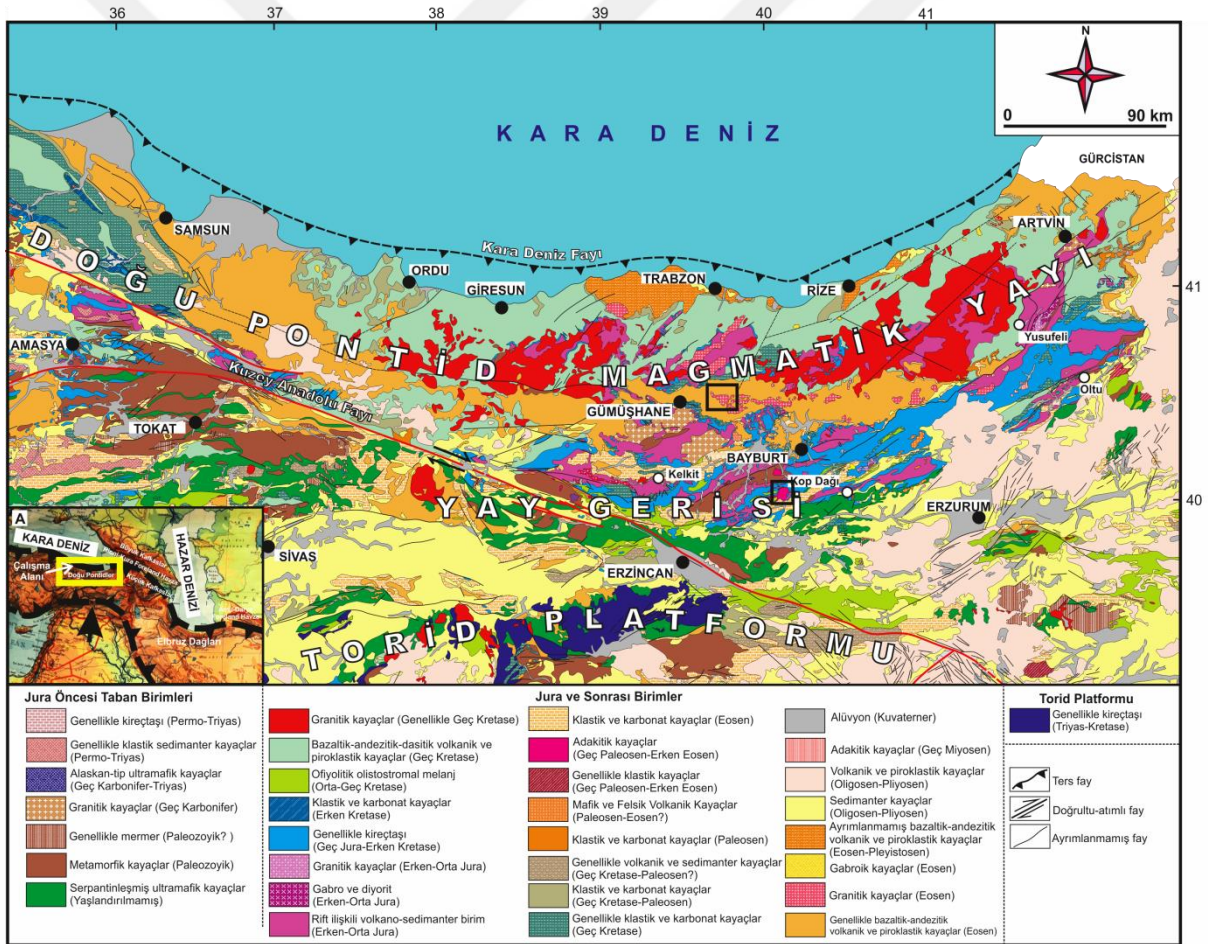 36 37 38 39 40 41
N
0 90 km
KARA DENİZ
GÜRCİSTAN
ARTVİN
SAMSUN
Kara Deniz Fayı
ORDU
GİRESUN
TRABZON
RİZE
41
DOĞU PONTİD MAGMATİK YAYI
AMASYA
Yusufeli
Kuzey Anadolu Fayı
Oltu
GÜMÜŞHANE
TOKAT
BAYBURT
Kelkit
Kop Dağı
40
YAY GERİSİ
ERZURUM
A
KARA DENİZ
HAZAR DENİZİ
Çalışma
Alanı
Doğu Pontidler
Elbruz Dağları
SİVAŞ
ERZİNCAN
TORİD PLATFORMU
Jura Öncesi Taban Birimleri
Genellikle kireçtaşı (Permo-Triyas)
Genellikle klastik sedimanter kayaçlar
(Permo-Triyas)
Alaskan-tip ultramafik kayaçlar
(Geç Karbonifer-Triyas)
Granitik kayaçlar (Geç Karbonifer)
Genellikle mermer (Paleozoyik? )
Metamorfik kayaçlar (Paleozoyik)
Serpantinleşmiş ultramafik kayaçlar
(Yaşlandırılmamış)
Jura ve Sonrası Birimler
Granitik kayaçlar (Genellikle Geç Kretase)
Bazaltik-andezitik-dasitik volkanik ve
piroklastik kayaçlar (Geç Kretase)
Ofiyolitik olistostromal melanj
(Orta-Geç Kretase)
Klastik ve karbonat kayaçlar
(Erken Kretase)
Genellikle kireçtaşı
(Geç Jura-Erken Kretase)
Granitik kayaçlar (Erken-Orta Jura)
Gabro ve diyorit
(Erken-Orta Jura)
Rift ilişkili volkano-sedimanter birim
(Erken-Orta Jura)
Klastik ve karbonat kayaçlar (Eosen)
Adakitik kayaçlar
(Geç Paleosen-Erken Eosen)
Genellikle klastik kayaçlar
(Geç Paleosen-Erken Eosen)
Mafik ve Felsik Volkanik Kayaçlar
(Paleosen-Eosen?)
Klastik ve karbonat kayaçlar (Paleosen)
Genellikle volkanik ve sedimanter kayaçlar
(Geç Kretase-Paleosen?)
Klastik ve karbonat kayaçlar
(Geç Kretase-Paleosen)
Genellikle klastik ve karbonat kayaçlar
(Geç Kretase)
Alüvyon (Kuvaterner)
Adakitik kayaçlar (Geç Miyosen)
Volkanik ve piroklastik kayaçlar
(Oligosen-Pliyosen)
Sedimanter kayaçlar
(Oligosen-Pliyosen)
Ayrımlanmamış bazaltik-andezitik
volkanik ve piroklastik kayaçlar
(Eosen-Pleyistosen)
Gabroik kayaçlar (Eosen)
Granitik kayaçlar (Eosen)
Genellikle bazaltik-andezitik
volkanik ve piroklastik kayaçlar (Eosen)
Torid Platformu
Genellikle kireçtaşı
(Triyas-Kretase)
Ters fay
Doğrultu-atımlı fay
Ayrımlanmamış fay